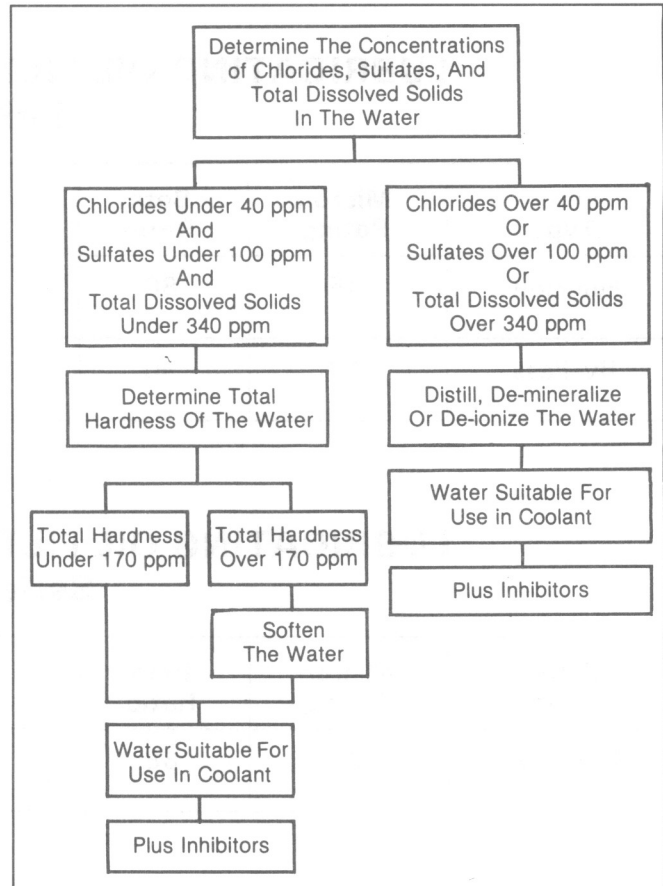 Determine The Concentrations
of Chlorides, Sulfates, And
Total Dissolved Solids
In The Water
Chlorides Under 40 ppm
And
Sulfates Under 100 ppm
And
Total Dissolved Solids
Under 340 ppm
Chlorides Over 40 ppm
Or
Sulfates Over 100 ppm
Or
Total Dissolved Solids
Over 340 ppm
Determine Total
Hardness Of The Water
Distill, De-mineralize
Or De-ionize The Water
Water Suitable For
Use in Coolant
Plus Inhibitors
Total Hardness
Under 170 ppm
Total Hardness
Over 170 ppm
Soften
The Water
Water Suitable For
Use In Coolant
Plus Inhibitors